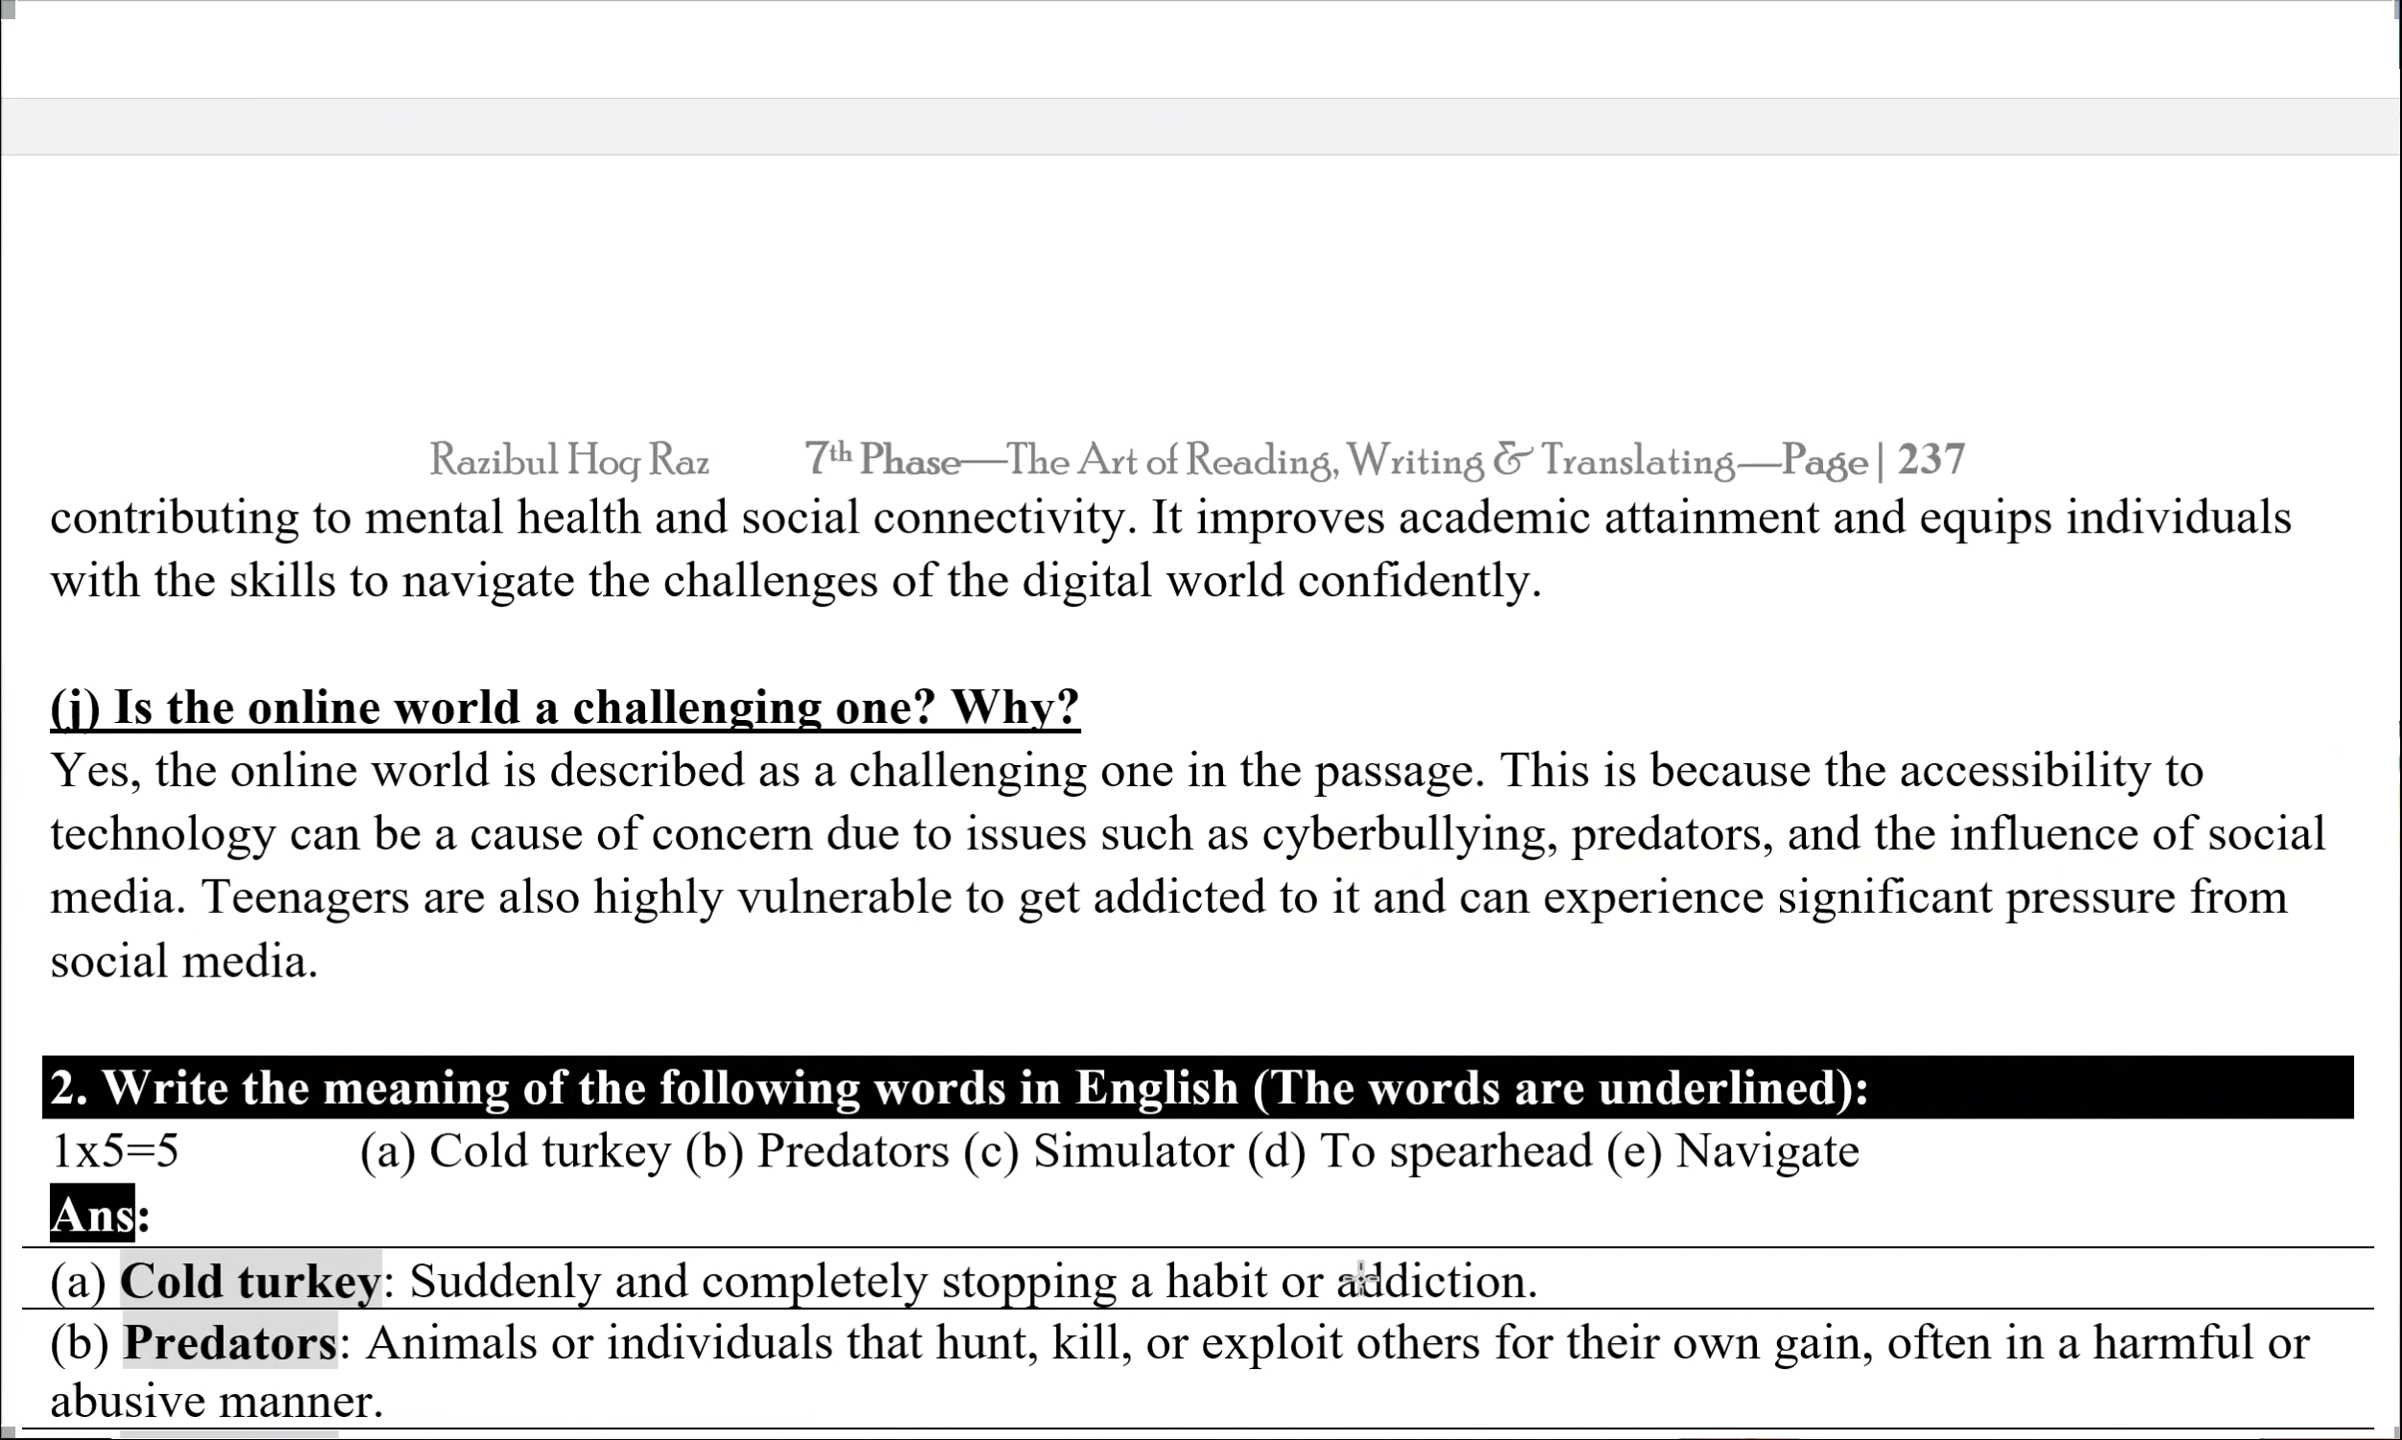 Razibul Hoq Raz 7th Phase—The Art of Reading, Writing & Translating—Page | 237
contributing to mental health and social connectivity. It improves academic attainment and equips individuals
with the skills to navigate the challenges of the digital world confidently.
(j) Is the online world a challenging one? Why?
Yes, the online world is described as a challenging one in the passage. This is because the accessibility to
technology can be a cause of concern due to issues such as cyberbullying, predators, and the influence of social
media. Teenagers are also highly vulnerable to get addicted to it and can experience significant pressure from
social media.
2. Write the meaning of the following words in English (The words are underlined):
1x5=5 (a) Cold turkey (b) Predators (c) Simulator (d) To spearhead (e) Navigate
Ans:
(a) Cold turkey: Suddenly and completely stopping a habit or addiction.
(b) Predators: Animals or individuals that hunt, kill, or exploit others for their own gain, often in a harmful or
abusive manner.